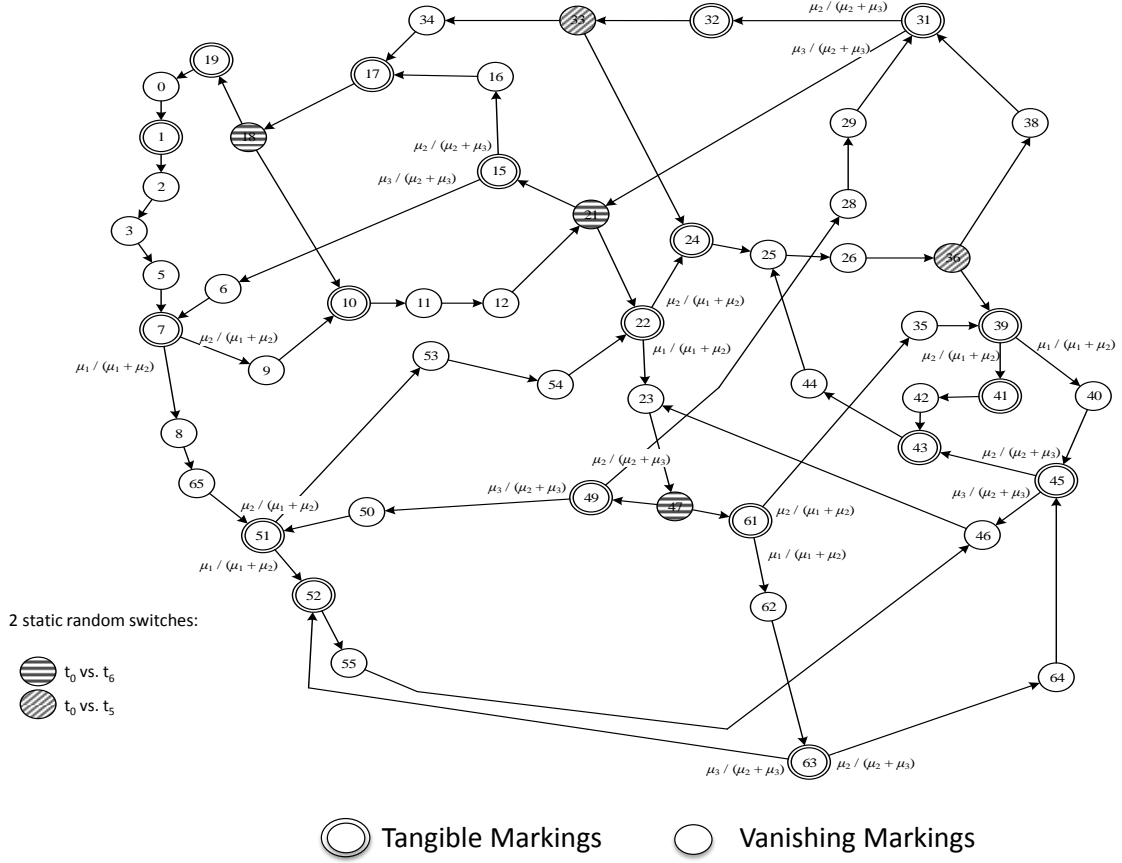 34
33
32
μ₂ / (μ₂ + μ₃)
31
μ₃ / (μ₂ + μ₃)
19
17
16
0
18
1
29
38
μ₂ / (μ₂ + μ₃)
15
μ₃ / (μ₂ + μ₃)
2
28
21
3
24
25
26
36
5
6
10
11
12
μ₂ / (μ₁ + μ₂)
7
μ₂ / (μ₁ + μ₂)
22
35
39
μ₁ / (μ₁ + μ₂)
μ₁ / (μ₁ + μ₂)
μ₁ / (μ₁ + μ₂)
μ₂ / (μ₁ + μ₂)
9
53
54
44
23
42
41
40
8
43
μ₂ / (μ₂ + μ₃)
μ₂ / (μ₂ + μ₃)
65
μ₃ / (μ₂ + μ₃)
49
μ₃ / (μ₂ + μ₃)
45
μ₂ / (μ₁ + μ₂)
50
47
61
μ₂ / (μ₁ + μ₂)
51
46
μ₁ / (μ₁ + μ₂)
μ₁ / (μ₁ + μ₂)
52
62
2 static random switches:
55
t₀ vs. t₆
64
t₀ vs. t₅
63
μ₃ / (μ₂ + μ₃)
μ₂ / (μ₂ + μ₃)
Tangible Markings
Vanishing Markings